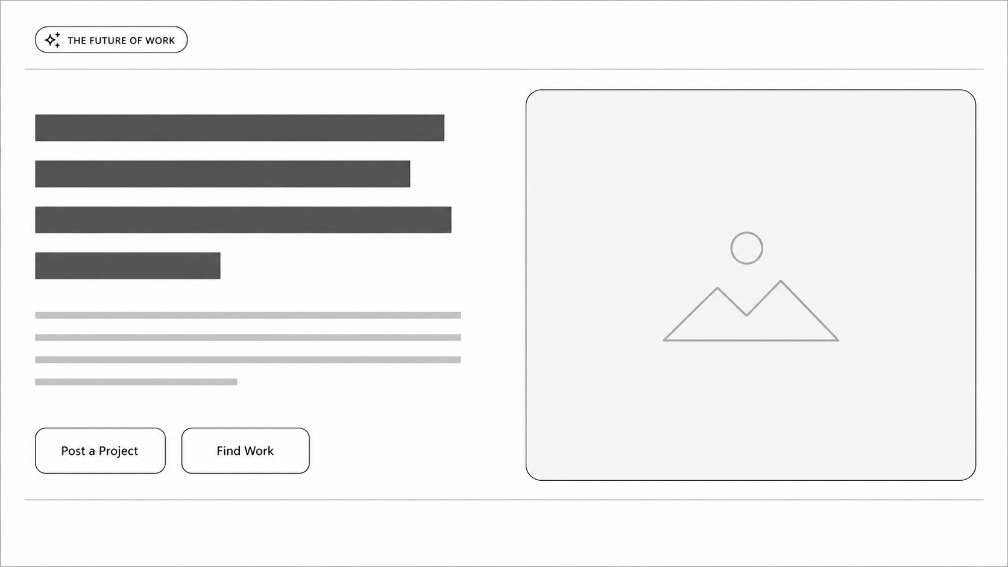 THE FUTURE OF WORK
Post a Project
Find Work